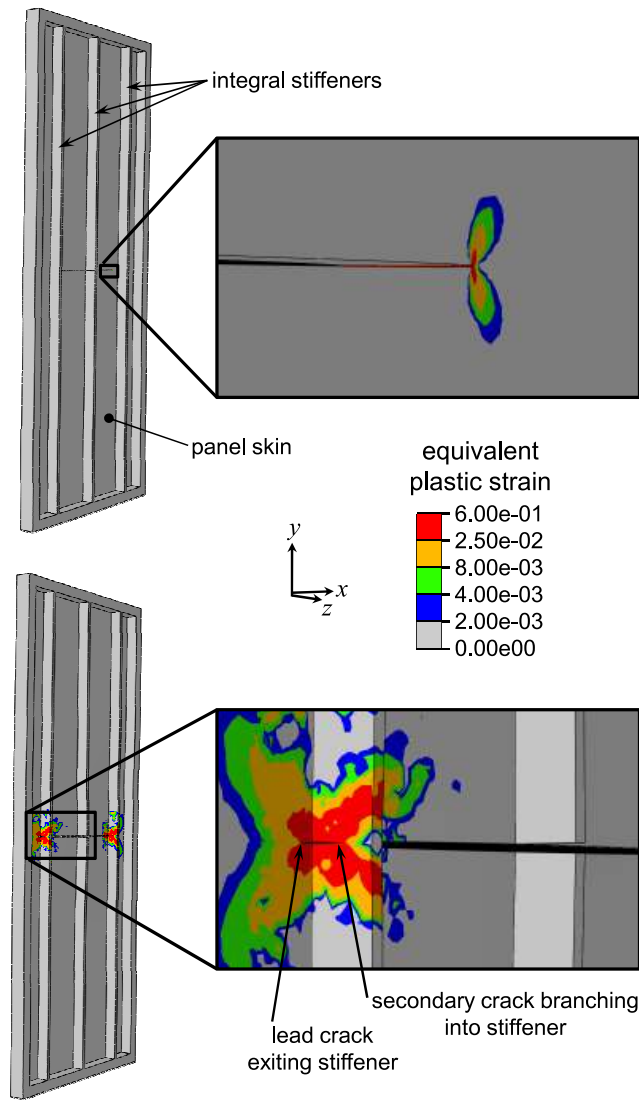 integral stiffeners
panel skin
equivalent
plastic strain
6.00e-01
2.50e-02
8.00e-03
4.00e-03
2.00e-03
0.00e00
y
x
z
secondary crack branching
into stiffener
lead crack
exiting stiffener